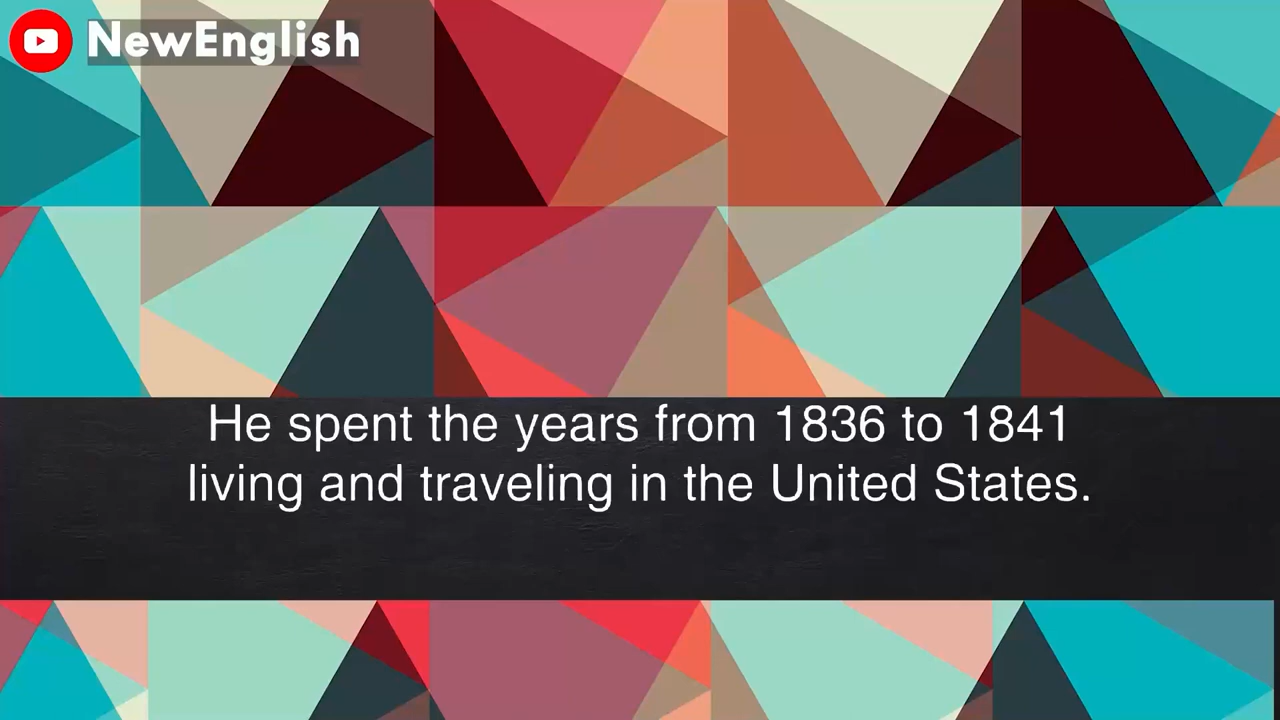 NewEnglish
He spent the years from 1836 to 1841
living and traveling in the United States.